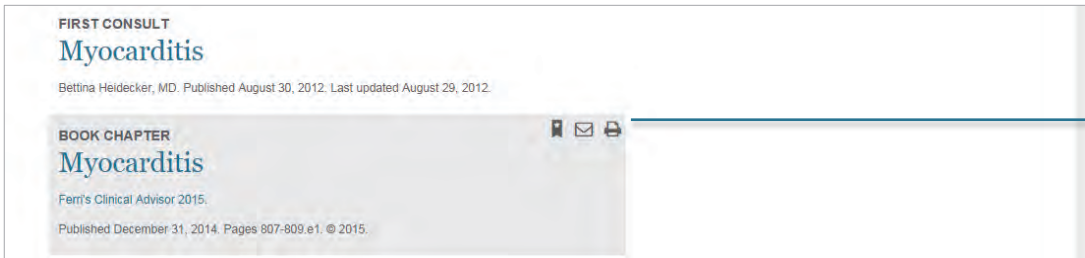 FIRST CONSULT
Myocarditis
Bettina Heidecker, MD. Published August 30, 2012. Last updated August 29, 2012.
BOOK CHAPTER
Myocarditis
Ferri's Clinical Advisor 2015.
Published December 31, 2014. Pages 807-809.e1. © 2015.